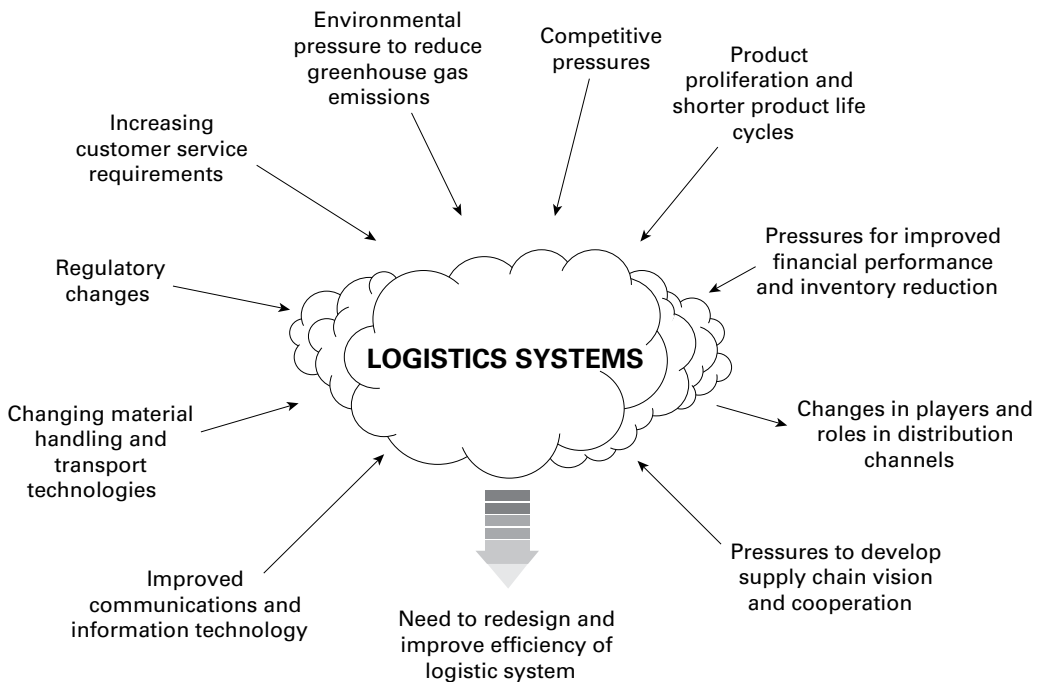 Environmental
pressure to reduce
greenhouse gas
emissions
Competitive
pressures
Product
proliferation and
shorter product life
cycles
Increasing
customer service
requirements
Pressures for improved
financial performance
and inventory reduction
Regulatory
changes
LOGISTICS SYSTEMS
Changing material
handling and
transport
technologies
Changes in players and
roles in distribution
channels
Improved
communications and
information technology
Need to redesign and
improve efficiency of
logistic system
Pressures to develop
supply chain vision
and cooperation